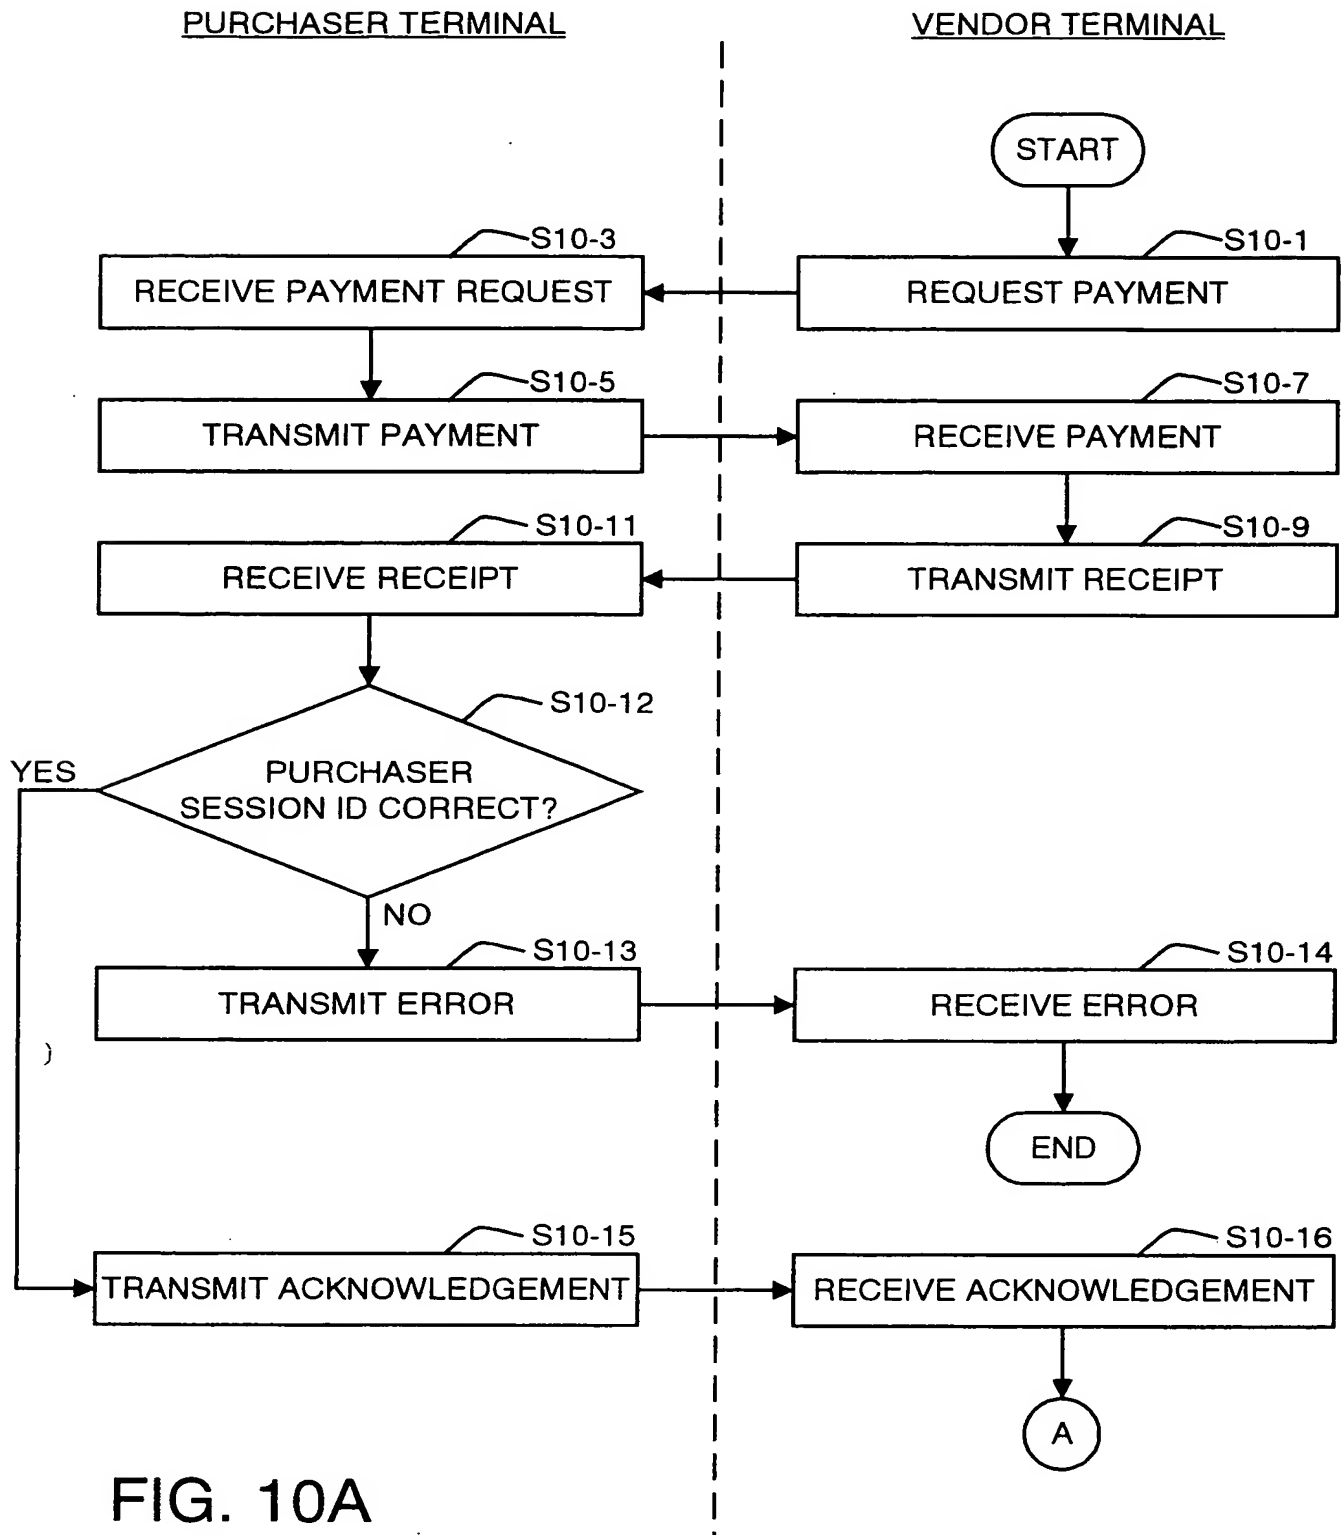 PURCHASER TERMINAL
VENDOR TERMINAL
START
S10-3
S10-1
RECEIVE PAYMENT REQUEST
REQUEST PAYMENT
S10-5
S10-7
TRANSMIT PAYMENT
RECEIVE PAYMENT
S10-11
S10-9
RECEIVE RECEIPT
TRANSMIT RECEIPT
S10-12
YES
PURCHASER
SESSION ID CORRECT?
NO
S10-13
S10-14
TRANSMIT ERROR
RECEIVE ERROR
END
S10-15
S10-16
TRANSMIT ACKNOWLEDGEMENT
RECEIVE ACKNOWLEDGEMENT
A
FIG. 10A